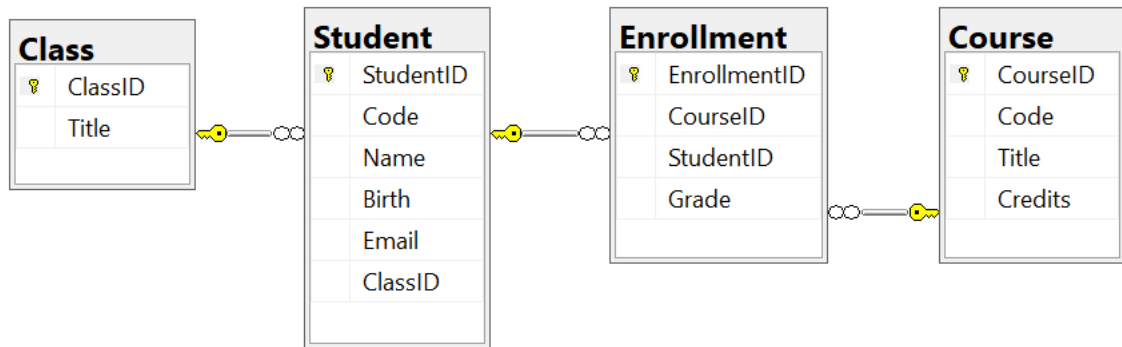 Class
ClassID
Title
Student
StudentID
Code
Name
Birth
Email
ClassID
Enrollment
EnrollmentID
CourseID
StudentID
Grade
Course
CourseID
Code
Title
Credits